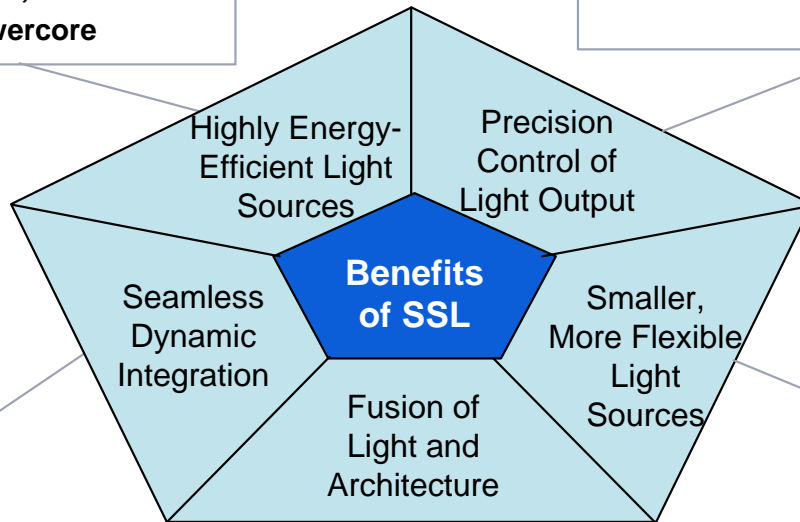 vercore
Highly Energy-
Efficient Light
Sources
Precision
Control of
Light Output
Benefits
of SSL
Seamless
Dynamic
Integration
Smaller,
More Flexible
Light
Sources
Fusion of
Light and
Architecture